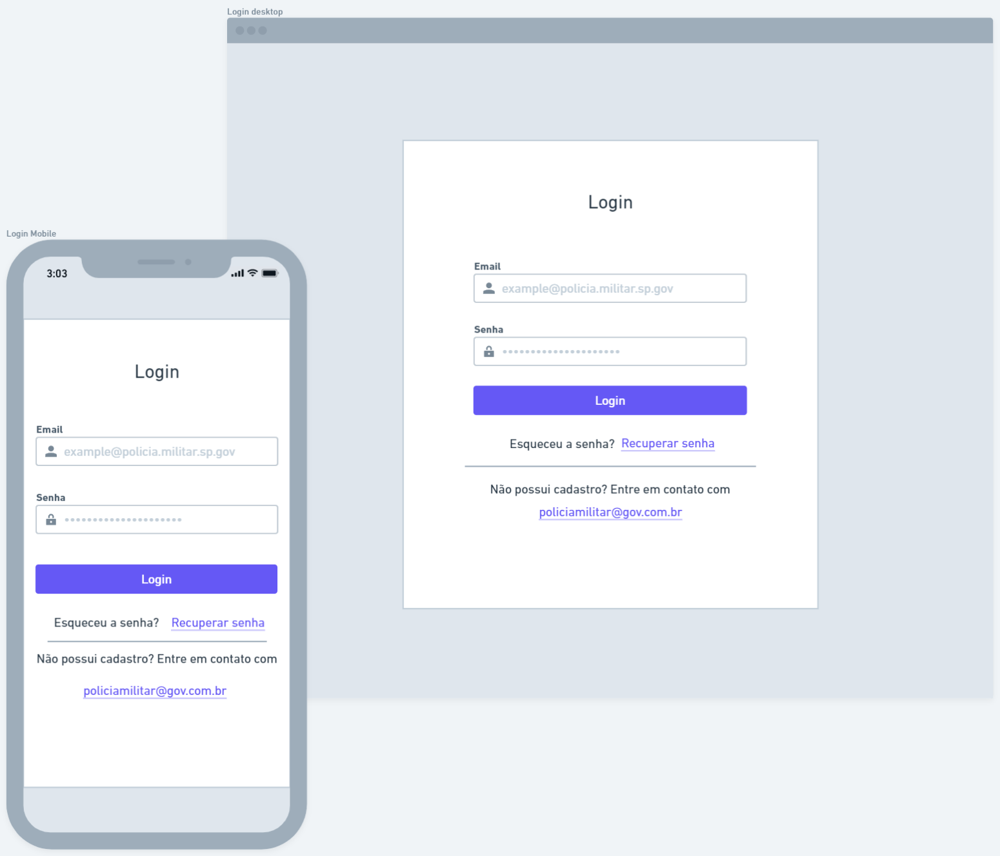 Login desktop
Login
Email
example@policia.militar.sp.gov
Senha
Login
Esqueceu a senha? Recuperar senha
Não possui cadastro? Entre em contato com
policiamilitar@gov.com.br
Login Mobile
3:03
Login
Email
example@policia.militar.sp.gov
Senha
Login
Esqueceu a senha? Recuperar senha
Não possui cadastro? Entre em contato com
policiamilitar@gov.com.br